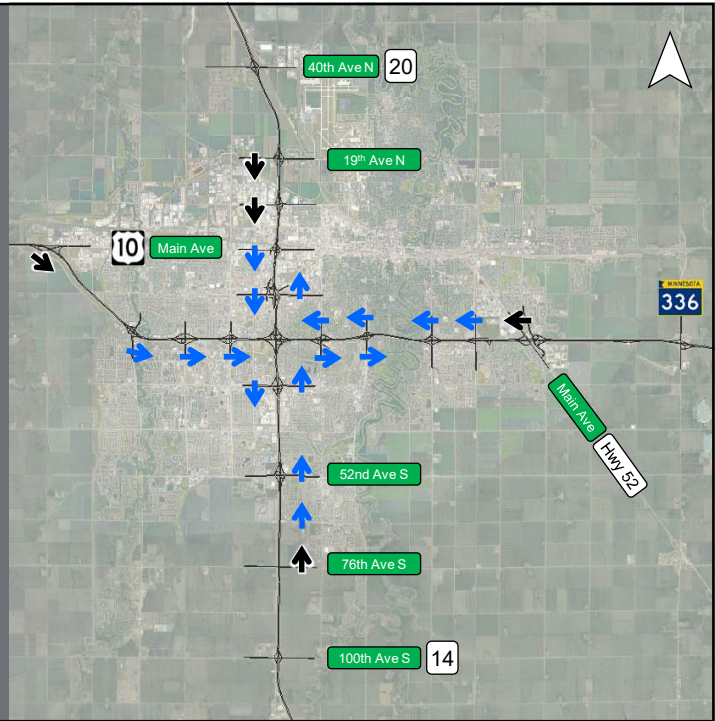 40th Ave N
20
19th Ave N
10
Main Ave
MINNESOTA
336
Main Ave
Hwy 52
52nd Ave S
76th Ave S
100th Ave S
14